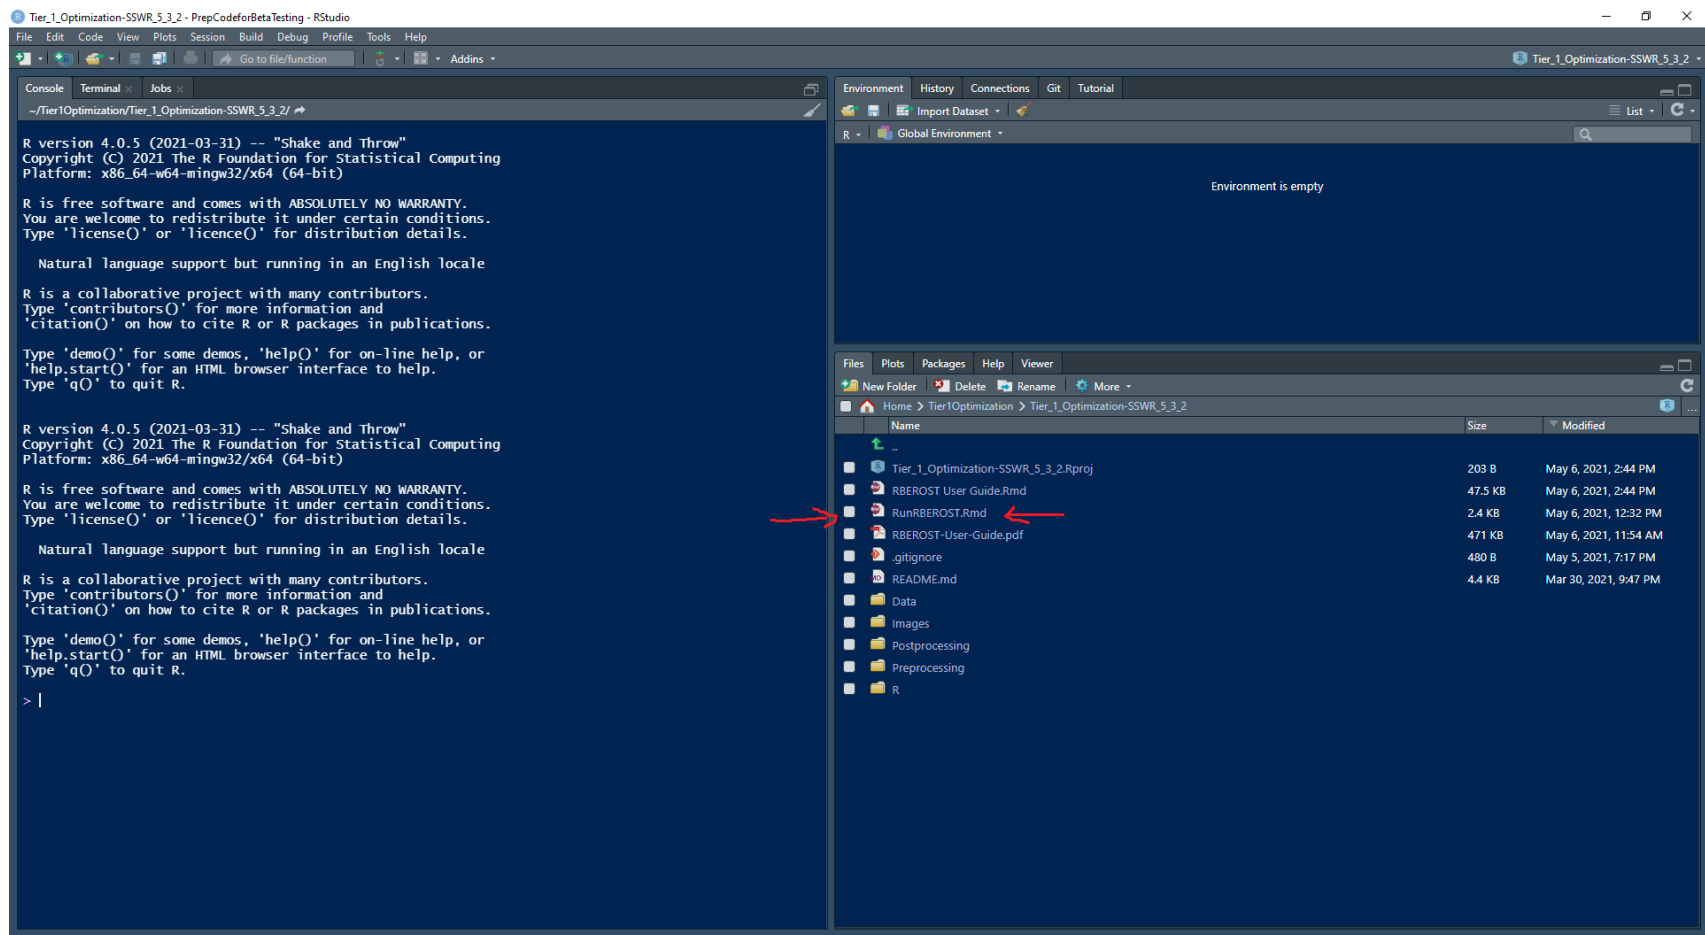 Tier_1_Optimization-SSWR_5_3_2 - PrepCodeforBetaTesting - RStudio
File Edit Code View Plots Session Build Debug Profile Tools Help
Go to file/function Addins Tier_1_Optimization-SSWR_5_3_2
Console Terminal Jobs
~/Tier1Optimization/Tier_1_Optimization-SSWR_5_3_2/
R version 4.0.5 (2021-03-31) -- "Shake and Throw"
Copyright (C) 2021 The R Foundation for Statistical Computing
Platform: x86_64-w64-mingw32/x64 (64-bit)
R is free software and comes with ABSOLUTELY NO WARRANTY.
You are welcome to redistribute it under certain conditions.
Type 'license()' or 'licence()' for distribution details.
Natural language support but running in an English locale
R is a collaborative project with many contributors.
Type 'contributors()' for more information and
'citation()' on how to cite R or R packages in publications.
Type 'demo()' for some demos, 'help()' for on-line help, or
'help.start()' for an HTML browser interface to help.
Type 'q()' to quit R.
R version 4.0.5 (2021-03-31) -- "Shake and Throw"
Copyright (C) 2021 The R Foundation for Statistical Computing
Platform: x86_64-w64-mingw32/x64 (64-bit)
R is free software and comes with ABSOLUTELY NO WARRANTY.
You are welcome to redistribute it under certain conditions.
Type 'license()' or 'licence()' for distribution details.
Natural language support but running in an English locale
R is a collaborative project with many contributors.
Type 'contributors()' for more information and
'citation()' on how to cite R or R packages in publications.
Type 'demo()' for some demos, 'help()' for on-line help, or
'help.start()' for an HTML browser interface to help.
Type 'q()' to quit R.
>
Environment History Connections Git Tutorial
Import Dataset List
R Global Environment
Environment is empty
Files Plots Packages Help Viewer
New Folder Delete Rename More
Home > Tier1Optimization > Tier_1_Optimization-SSWR_5_3_2 ...
Name Size Modified
..
Tier_1_Optimization-SSWR_5_3_2.Rproj 203 B May 6, 2021, 2:44 PM
RBEROST User Guide.Rmd 47.5 KB May 6, 2021, 2:44 PM
RunRBEROST.Rmd 2.4 KB May 6, 2021, 12:32 PM
RBEROST-User-Guide.pdf 471 KB May 6, 2021, 11:54 AM
.gitignore 480 B May 5, 2021, 7:17 PM
README.md 4.4 KB Mar 30, 2021, 9:47 PM
Data
Images
Postprocessing
Preprocessing
R